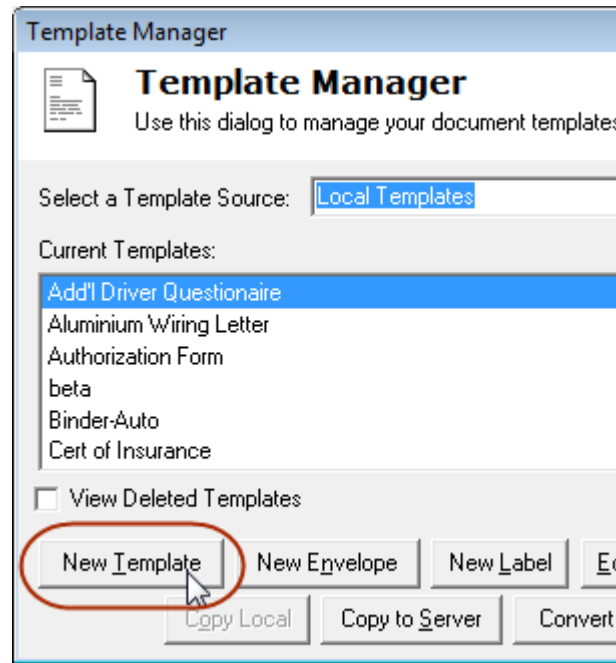 Template Manager
Template Manager
Use this dialog to manage your document templates
Select a Template Source: Local Templates
Current Templates:
Add'l Driver Questionaire
Aluminium Wiring Letter
Authorization Form
beta
Binder-Auto
Cert of Insurance
View Deleted Templates
New Template New Envelope New Label
Copy Local Copy to Server Convert